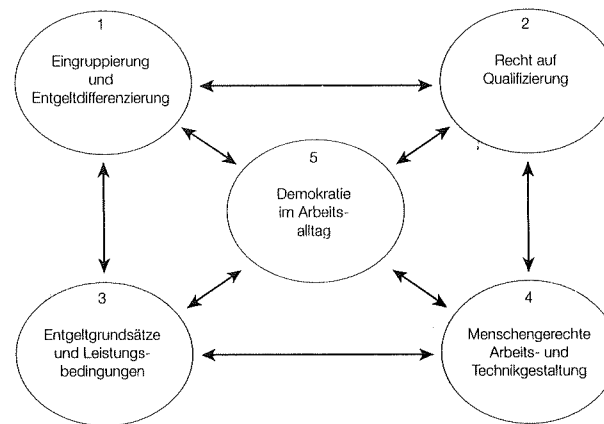 1
Eingruppierung
und
Entgeltdifferenzierung
2
Recht auf
Qualifizierung
5
Demokratie
im Arbeits-
alltag
3
Entgeltgrundsätze
und Leistungs-
bedingungen
4
Menschengerechte
Arbeits- und
Technikgestaltung